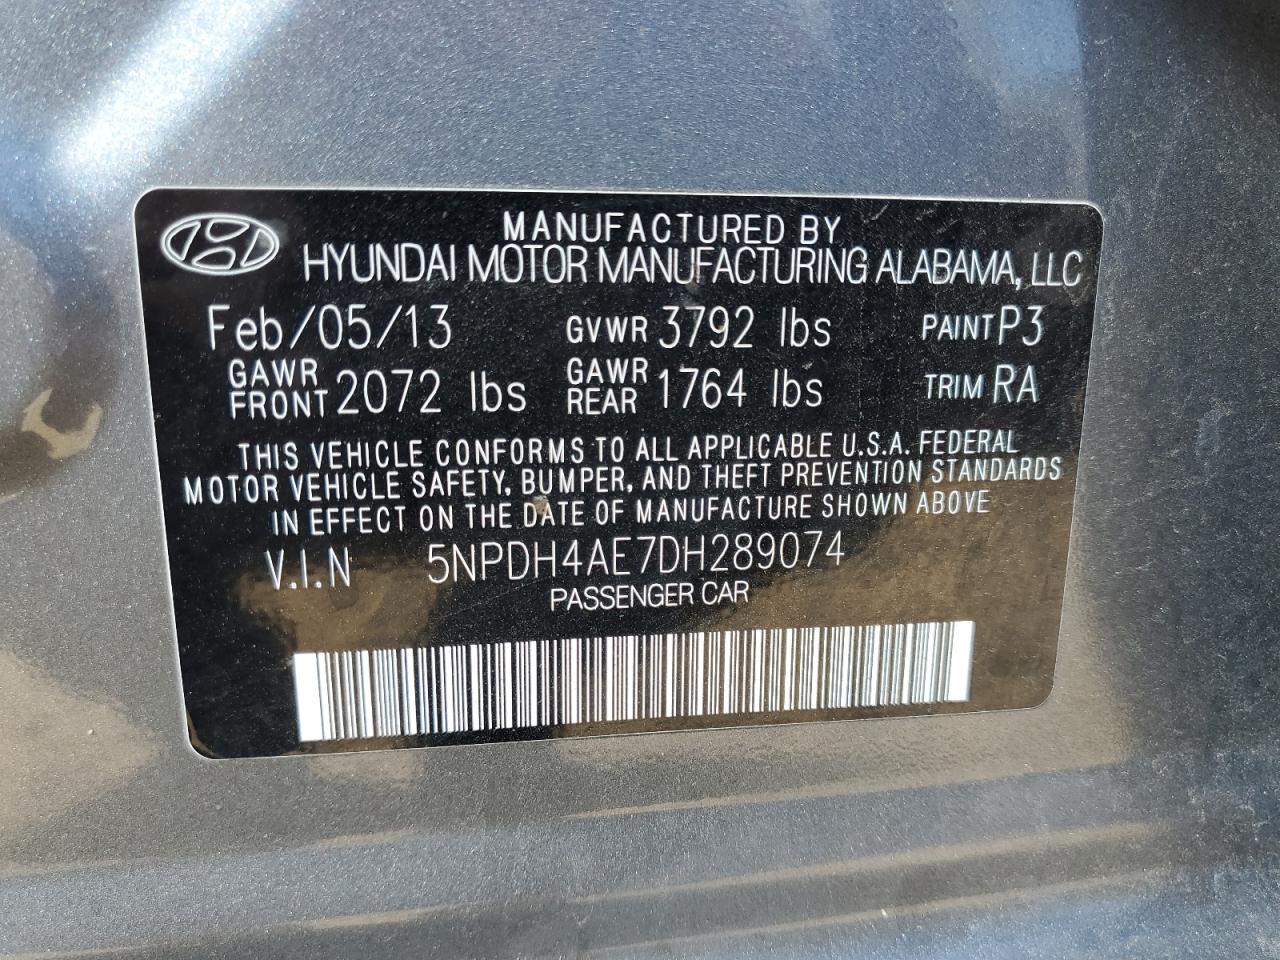 MANUFACTURED BY
HYUNDAI MOTOR MANUFACTURING ALABAMA, LLC
Feb/05/13 GVWR 3792 lbs PAINT P3
GAWR FRONT 2072 lbs GAWR REAR 1764 lbs TRIM RA
THIS VEHICLE CONFORMS TO ALL APPLICABLE U.S.A. FEDERAL
MOTOR VEHICLE SAFETY, BUMPER, AND THEFT PREVENTION STANDARDS
IN EFFECT ON THE DATE OF MANUFACTURE SHOWN ABOVE
V.I.N 5NPDH4AE7DH289074
PASSENGER CAR